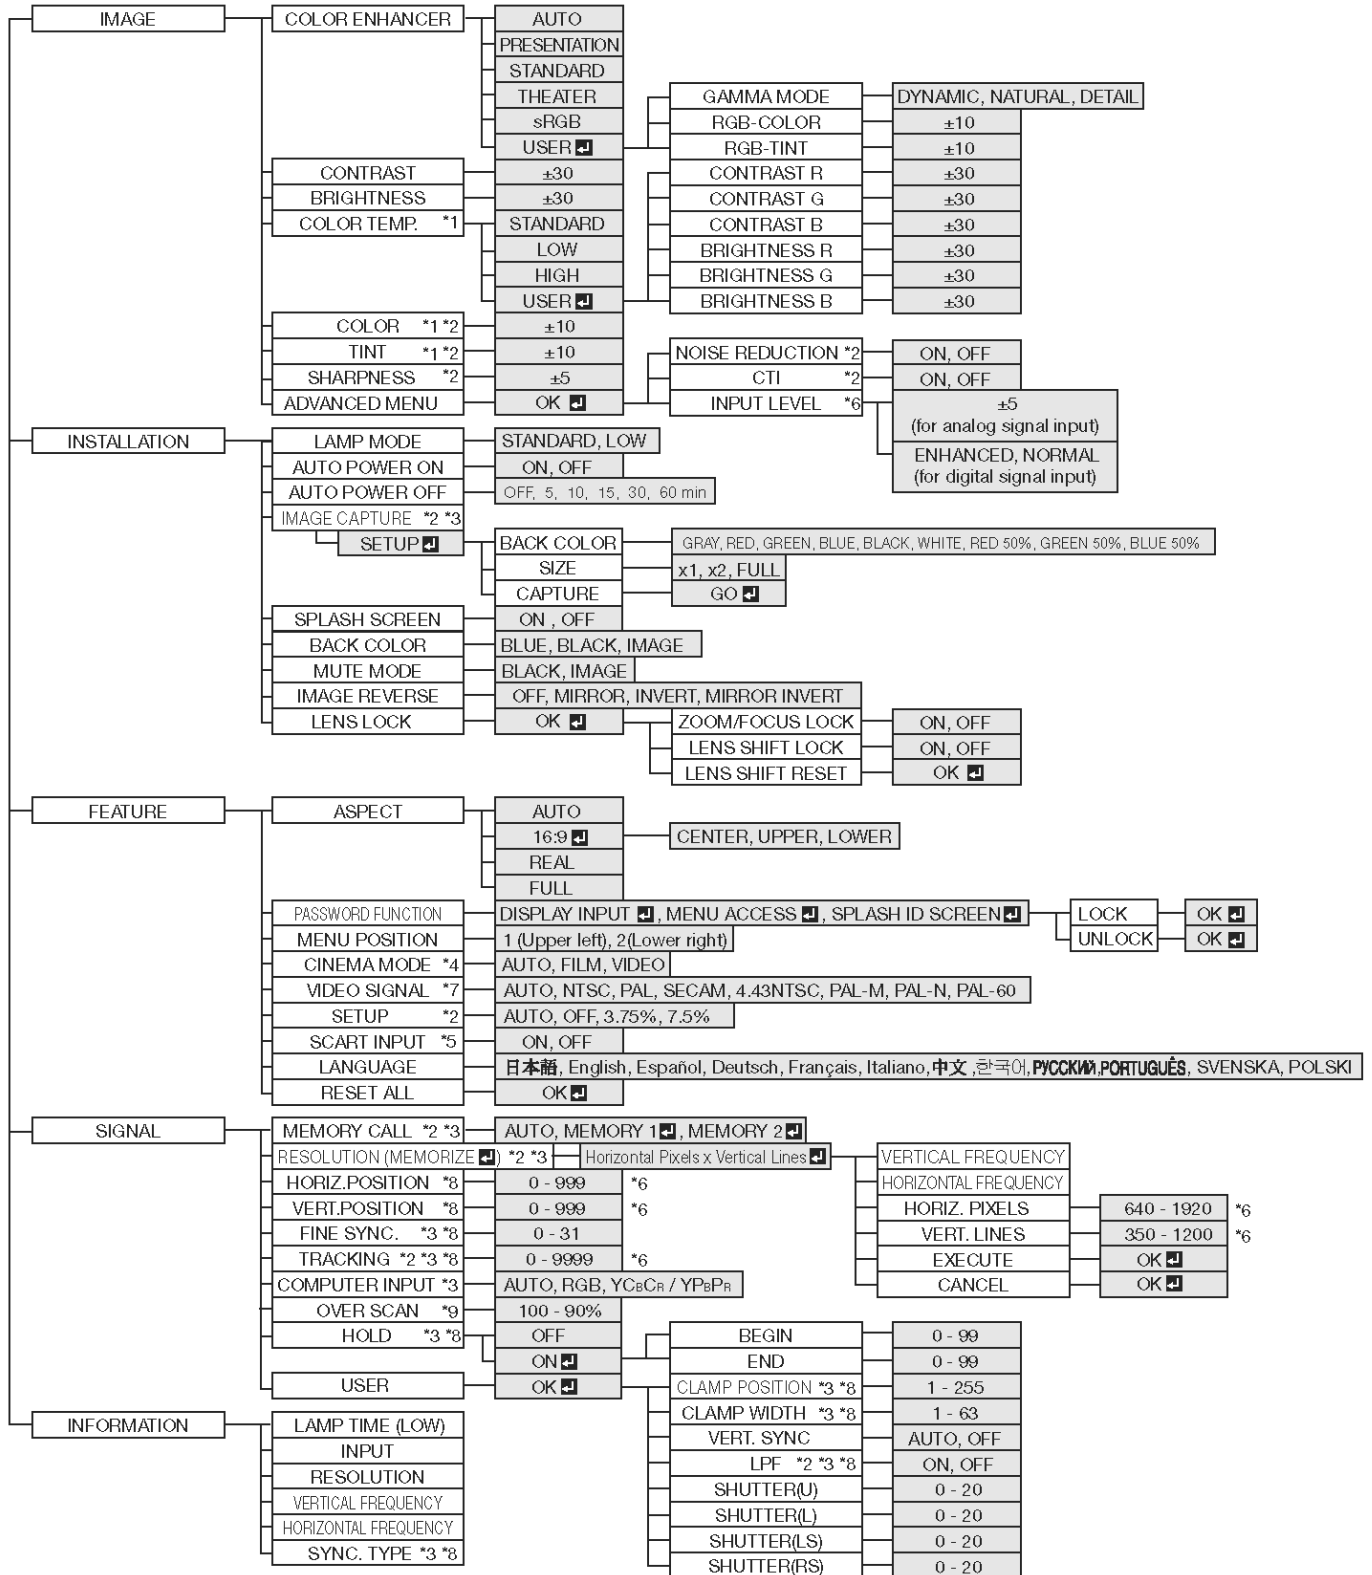 IMAGE COLOR ENHANCER AUTO
PRESENTATION
STANDARD
THEATER GAMMA MODE DYNAMIC, NATURAL, DETAIL
sRGB RGB-COLOR ±10
USER RGB-TINT ±10
CONTRAST ±30 CONTRAST R ±30
BRIGHTNESS ±30 CONTRAST G ±30
COLOR TEMP. *1 STANDARD CONTRAST B ±30
LOW BRIGHTNESS R ±30
HIGH BRIGHTNESS G ±30
USER BRIGHTNESS B ±30
COLOR *1 *2 ±10
TINT *1 *2 ±10 NOISE REDUCTION *2 ON, OFF
SHARPNESS *2 ±5 CTI *2 ON, OFF
ADVANCED MENU OK INPUT LEVEL *6 ±5
(for analog signal input)
ENHANCED, NORMAL
(for digital signal input)
INSTALLATION LAMP MODE STANDARD, LOW
AUTO POWER ON ON, OFF
AUTO POWER OFF OFF, 5, 10, 15, 30, 60 min
IMAGE CAPTURE *2 *3
SETUP BACK COLOR GRAY, RED, GREEN, BLUE, BLACK, WHITE, RED 50%, GREEN 50%, BLUE 50%
SIZE x1, x2, FULL
CAPTURE GO
SPLASH SCREEN ON , OFF
BACK COLOR BLUE, BLACK, IMAGE
MUTE MODE BLACK, IMAGE
IMAGE REVERSE OFF, MIRROR, INVERT, MIRROR INVERT
LENS LOCK OK ZOOM/FOCUS LOCK ON, OFF
LENS SHIFT LOCK ON, OFF
LENS SHIFT RESET OK
FEATURE ASPECT AUTO
16:9 CENTER, UPPER, LOWER
REAL
FULL
PASSWORD FUNCTION DISPLAY INPUT , MENU ACCESS , SPLASH ID SCREEN LOCK OK
MENU POSITION 1 (Upper left), 2(Lower right) UNLOCK OK
CINEMA MODE *4 AUTO, FILM, VIDEO
VIDEO SIGNAL *7 AUTO, NTSC, PAL, SECAM, 4.43NTSC, PAL-M, PAL-N, PAL-60
SETUP *2 AUTO, OFF, 3.75%, 7.5%
SCART INPUT *5 ON, OFF
LANGUAGE 日本語, English, Español, Deutsch, Français, Italiano,中文 ,한국어,РУССКИЙ,PORTUGUÊS, SVENSKA, POLSKI
RESET ALL OK
SIGNAL MEMORY CALL *2 *3 AUTO, MEMORY 1 , MEMORY 2
RESOLUTION (MEMORIZE ) *2 *3 Horizontal Pixels x Vertical Lines VERTICAL FREQUENCY
HORIZ.POSITION *8 0 - 999 *6 HORIZONTAL FREQUENCY
VERT.POSITION *8 0 - 999 *6 HORIZ. PIXELS 640 - 1920 *6
FINE SYNC. *3 *8 0 - 31 VERT. LINES 350 - 1200 *6
TRACKING *2 *3 *8 0 - 9999 *6 EXECUTE OK
COMPUTER INPUT *3 AUTO, RGB, YCBCR / YPBPR CANCEL OK
OVER SCAN *9 100 - 90%
HOLD *3 *8 OFF BEGIN 0 - 99
ON END 0 - 99
USER OK CLAMP POSITION *3 *8 1 - 255
INFORMATION LAMP TIME (LOW) CLAMP WIDTH *3 *8 1 - 63
INPUT VERT. SYNC AUTO, OFF
RESOLUTION LPF *2 *3 *8 ON, OFF
VERTICAL FREQUENCY SHUTTER(U) 0 - 20
HORIZONTAL FREQUENCY SHUTTER(L) 0 - 20
SYNC. TYPE *3 *8 SHUTTER(LS) 0 - 20
SHUTTER(RS) 0 - 20